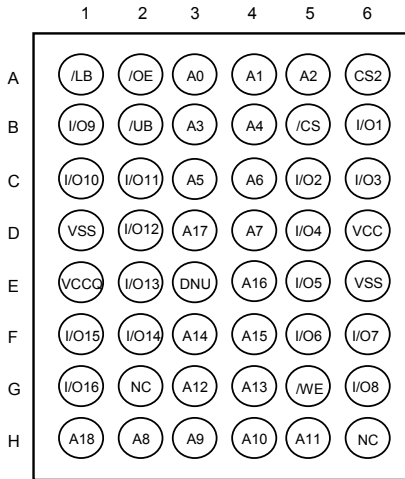 1 2 3 4 5 6
A /LB /OE A0 A1 A2 CS2
B I/O9 /UB A3 A4 /CS I/O1
C I/O10 I/O11 A5 A6 I/O2 I/O3
D VSS I/O12 A17 A7 I/O4 VCC
E VCCQ I/O13 DNU A16 I/O5 VSS
F I/O15 I/O14 A14 A15 I/O6 I/O7
G I/O16 NC A12 A13 /WE I/O8
H A18 A8 A9 A10 A11 NC